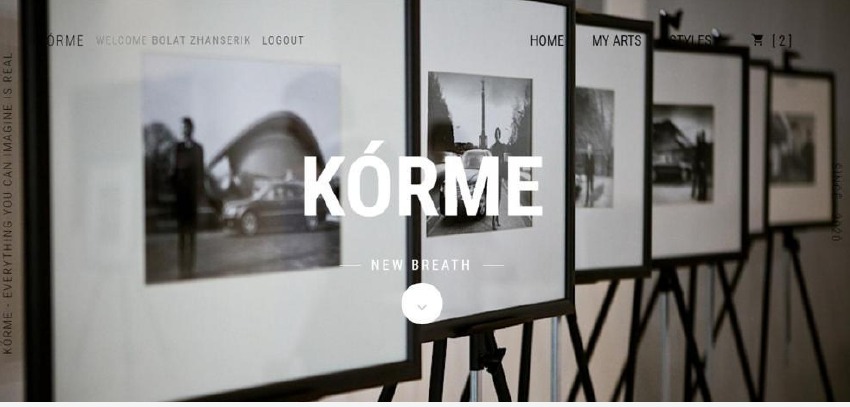 KÓRME WELCOME BOLAT ZHANSERIK LOGOUT HOME MY ARTS STYLES [2]
KÓRME - EVERYTHING YOU CAN IMAGINE IS REAL
KÓRME
NEW BREATH